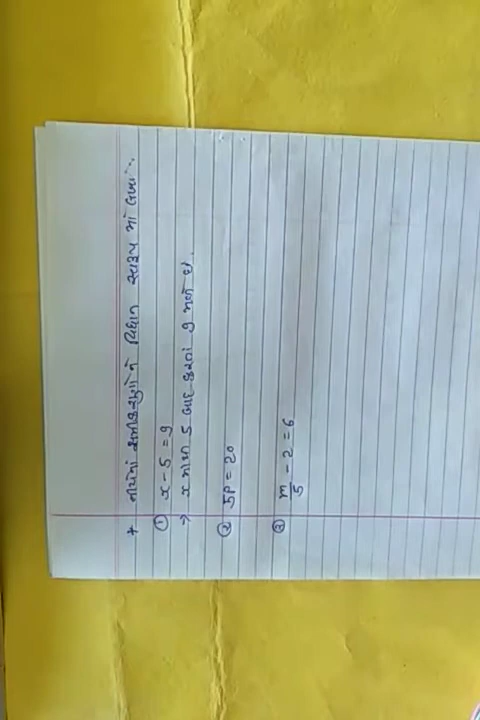 * નીચેનાં સમીકરણોને વિધાન સ્વરૂપ માં લખો:.
① x - 5 = 9
→ x માંથી 5 બાદ કરતાં 9 મળે છે.
② 5P = 20
③ m/5 - 2 = 6